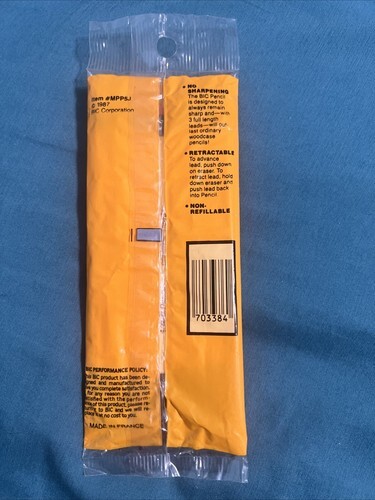 Item #MPP5J
© 1987
BIC Corporation
• NO
SHARPENING
The BIC Pencil
is designed to
always remain
sharp and—with
3 full length
leads—will out-
last ordinary
woodcase
pencils!
• RETRACTABLE
To advance
lead, push down
on eraser. To
retract lead, hold
down eraser and
push lead back
into Pencil.
• NON-
REFILLABLE
703384
BIC PERFORMANCE POLICY:
This BIC product has been de-
signed and manufactured to
give you complete satisfaction.
If for any reason you are not
satisfied with the perform-
ance of this product, please re-
turn to BIC and we will re-
place it at no cost to you.
MADE IN FRANCE